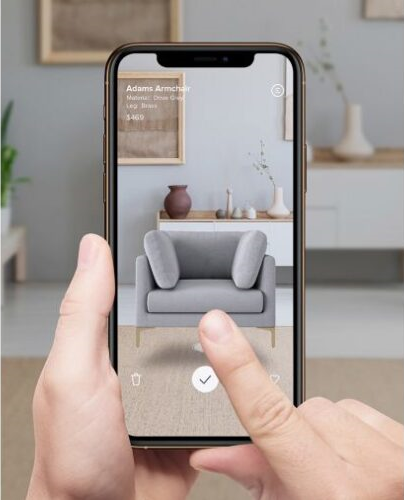 Adams Armchair
Material: Dove Grey
Leg: Brass
$469